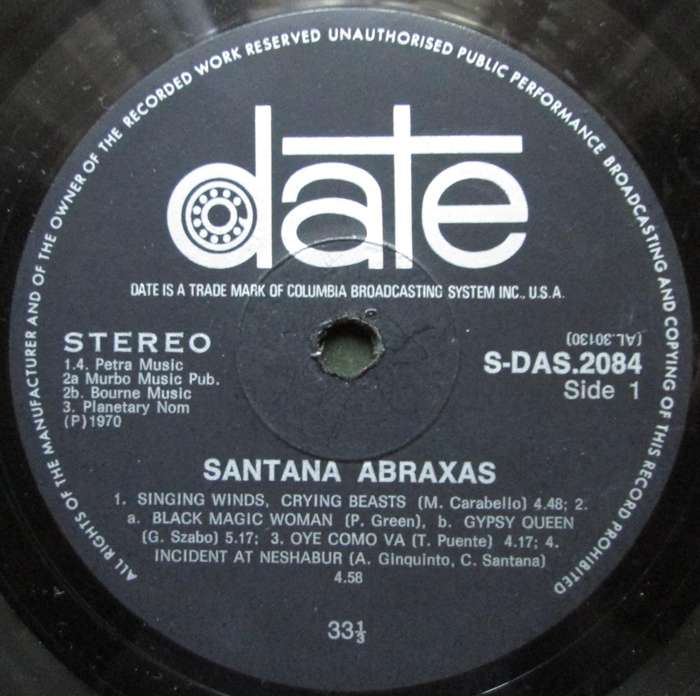 ALL RIGHTS OF THE MANUFACTURER AND OF THE OWNER OF THE RECORDED WORK RESERVED UNAUTHORISED PUBLIC PERFORMANCE BROADCASTING AND COPYING OF THIS RECORD PROHIBITED
date
DATE IS A TRADE MARK OF COLUMBIA BROADCASTING SYSTEM INC., U.S.A.
STEREO
1.4. Petra Music
2a Murbo Music Pub.
2b. Bourne Music
3. Planetary Nom
(P)1970
(AL.30130)
S-DAS.2084
Side 1
SANTANA ABRAXAS
1. SINGING WINDS, CRYING BEASTS (M. Carabello) 4.48; 2.
a. BLACK MAGIC WOMAN (P. Green), b. GYPSY QUEEN
(G. Szabo) 5.17; 3. OYE COMO VA (T. Puente) 4.17; 4.
INCIDENT AT NESHABUR (A. Ginquinto, C. Santana)
4.58
33⅓